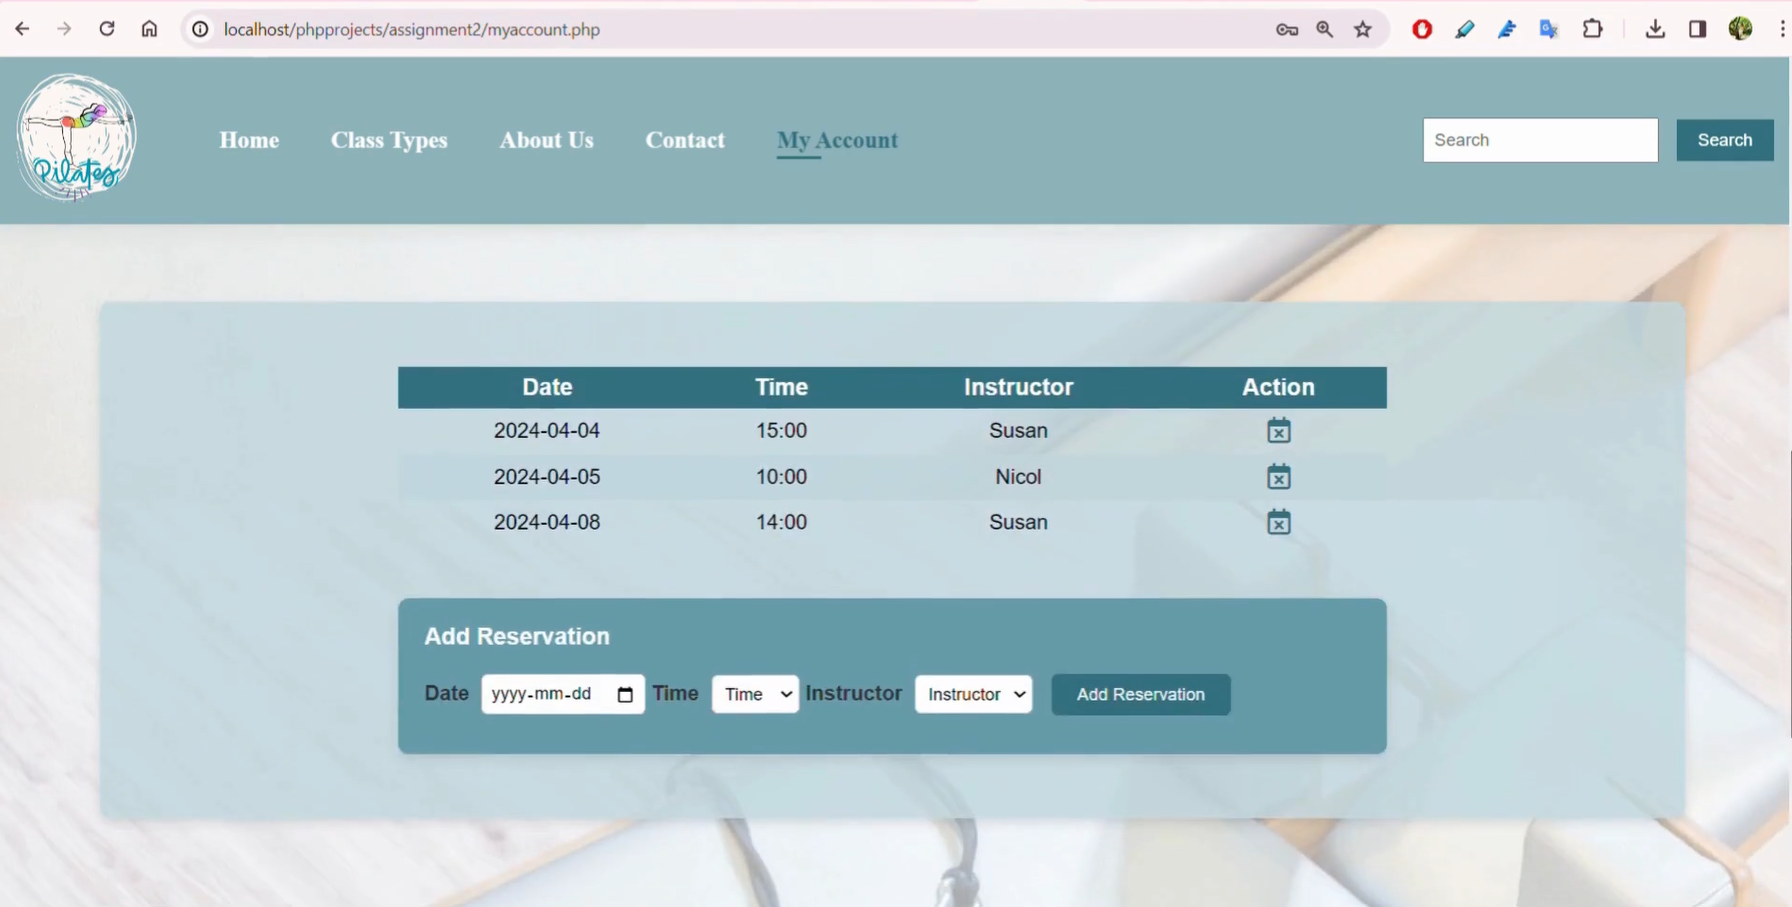 localhost/phpprojects/assignment2/myaccount.php
Pilates
Home Class Types About Us Contact My Account
Search Search
Date Time Instructor Action
2024-04-04 15:00 Susan
2024-04-05 10:00 Nicol
2024-04-08 14:00 Susan
Add Reservation
Date yyyy-mm-dd Time Time Instructor Instructor Add Reservation